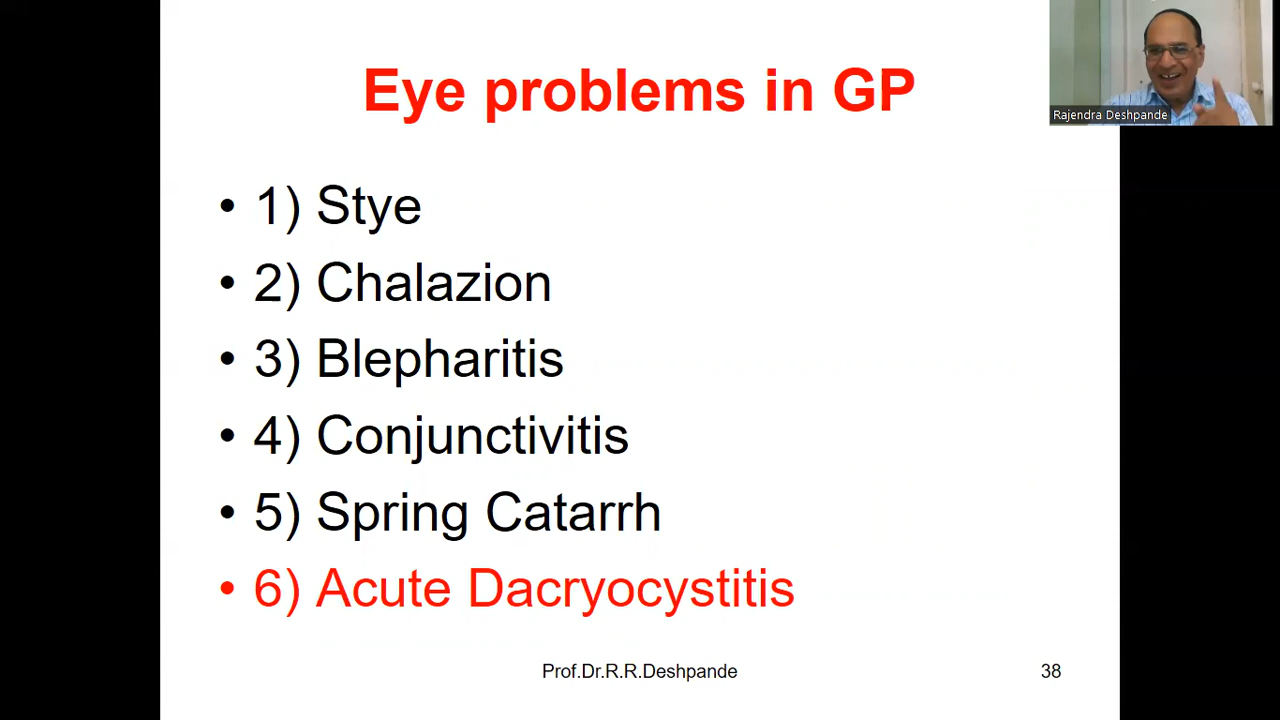 Eye problems in GP
Rajendra Deshpande
• 1) Stye
• 2) Chalazion
• 3) Blepharitis
• 4) Conjunctivitis
• 5) Spring Catarrh
• 6) Acute Dacryocystitis
Prof.Dr.R.R.Deshpande
38